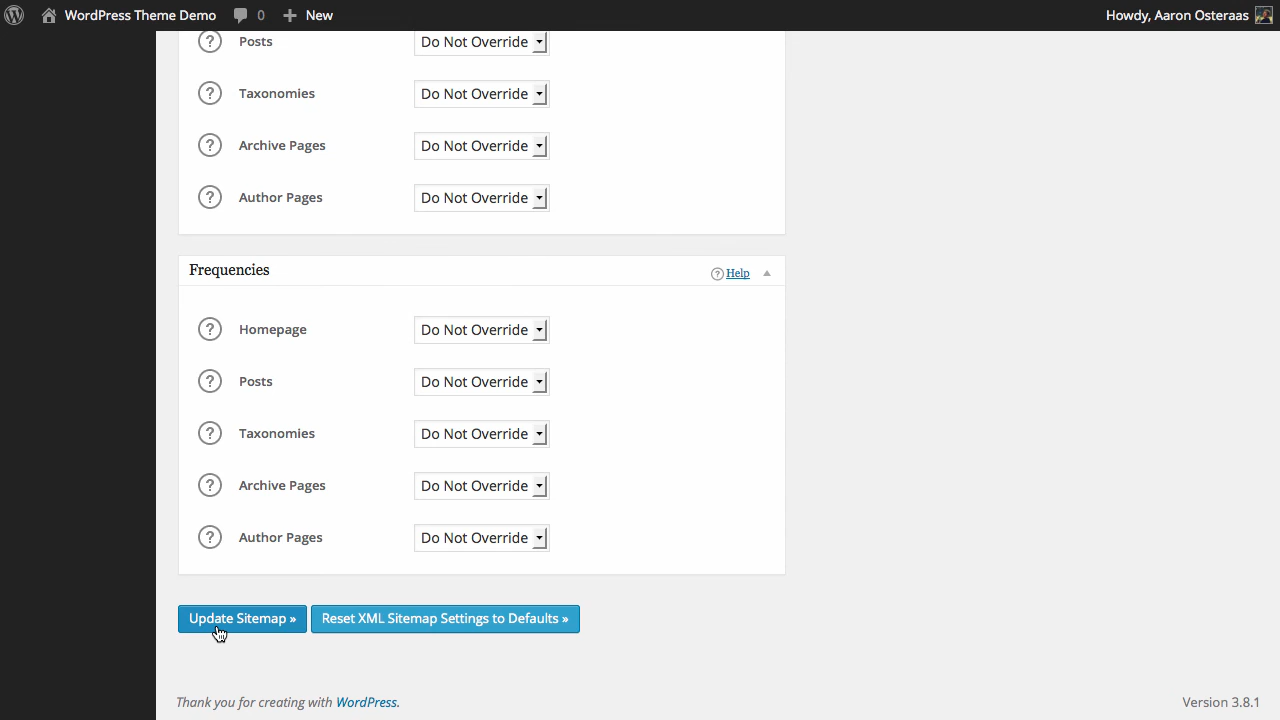 WordPress Theme Demo 0 New Howdy, Aaron Osteraas
? Posts Do Not Override
? Taxonomies Do Not Override
? Archive Pages Do Not Override
? Author Pages Do Not Override
Frequencies ? Help
? Homepage Do Not Override
? Posts Do Not Override
? Taxonomies Do Not Override
? Archive Pages Do Not Override
? Author Pages Do Not Override
Update Sitemap » Reset XML Sitemap Settings to Defaults »
Thank you for creating with WordPress. Version 3.8.1